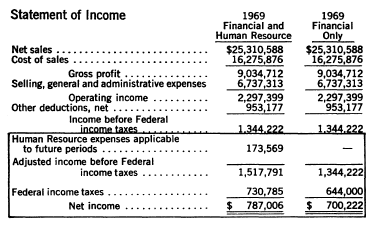 Statement of Income
1969 1969
Financial and Financial
Human Resource Only
Net sales .................... $25,310,588 $25,310,588
Cost of sales .................... 16,275,876 16,275,876
Gross profit .............. 9,034,712 9,034,712
Selling, general and administrative expenses 6,737,313 6,737,313
Operating income .......... 2,297,399 2,297,399
Other deductions, net ............... 953,177 953,177
Income before Federal
income taxes ............ 1,344,222 1,344,222
Human Resource expenses applicable
to future periods ................ 173,569 —
Adjusted income before Federal
income taxes ............ 1,517,791 1,344,222
Federal income taxes ............... 730,785 644,000
Net income ............... $ 787,006 $ 700,222